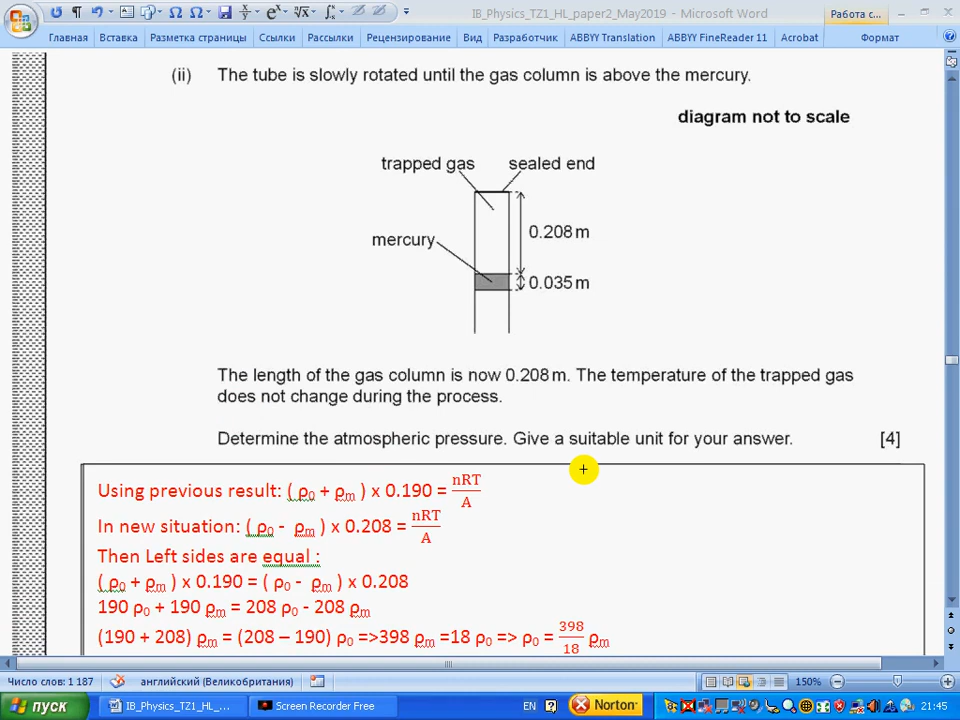 IB_Physics_TZ1_HL_paper2_May2019 - Microsoft Word
Работа с...
Главная Вставка Разметка страницы Ссылки Рассылки Рецензирование Вид Разработчик ABBYY Translation ABBYY FineReader 11 Acrobat Формат
(ii) The tube is slowly rotated until the gas column is above the mercury.
diagram not to scale
trapped gas sealed end
0.208 m
mercury
0.035 m
The length of the gas column is now 0.208 m. The temperature of the trapped gas
does not change during the process.
Determine the atmospheric pressure. Give a suitable unit for your answer. [4]
Using previous result: ( ρ₀ + ρₘ ) x 0.190 = nRT/A
In new situation: ( ρ₀ - ρₘ ) x 0.208 = nRT/A
Then Left sides are equal :
( ρ₀ + ρₘ ) x 0.190 = ( ρ₀ - ρₘ ) x 0.208
190 ρ₀ + 190 ρₘ = 208 ρ₀ - 208 ρₘ
(190 + 208) ρₘ = (208 – 190) ρ₀ =>398 ρₘ =18 ρ₀ => ρ₀ = 398/18 ρₘ
Число слов: 1 187 английский (Великобритания) 150%
пуск IB_Physics_TZ1_HL_... Screen Recorder Free EN Norton 21:45